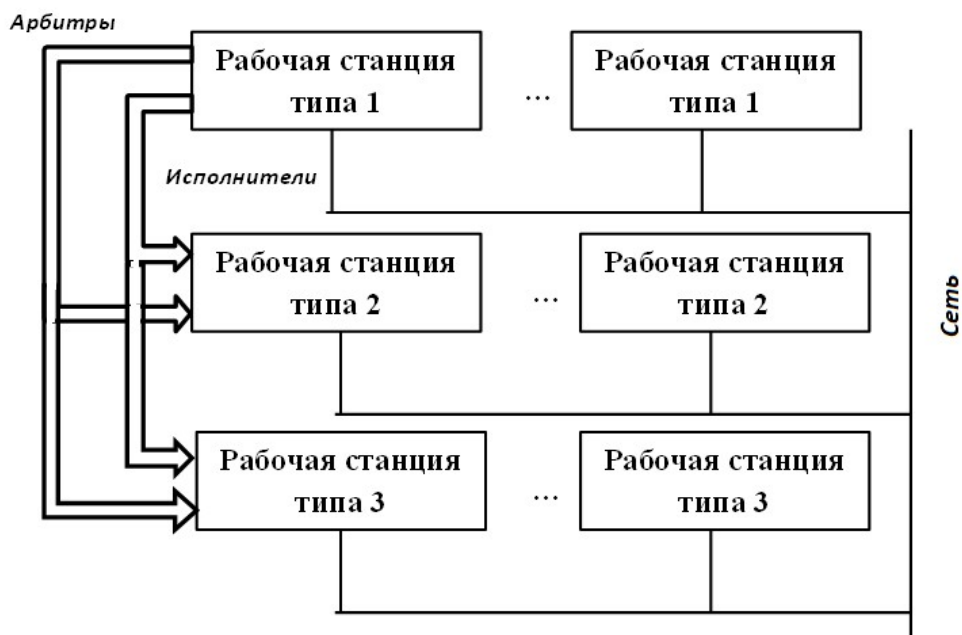 Арбитры
Рабочая станция
типа 1
...
Рабочая станция
типа 1
Исполнители
Рабочая станция
типа 2
...
Рабочая станция
типа 2
Сеть
Рабочая станция
типа 3
...
Рабочая станция
типа 3